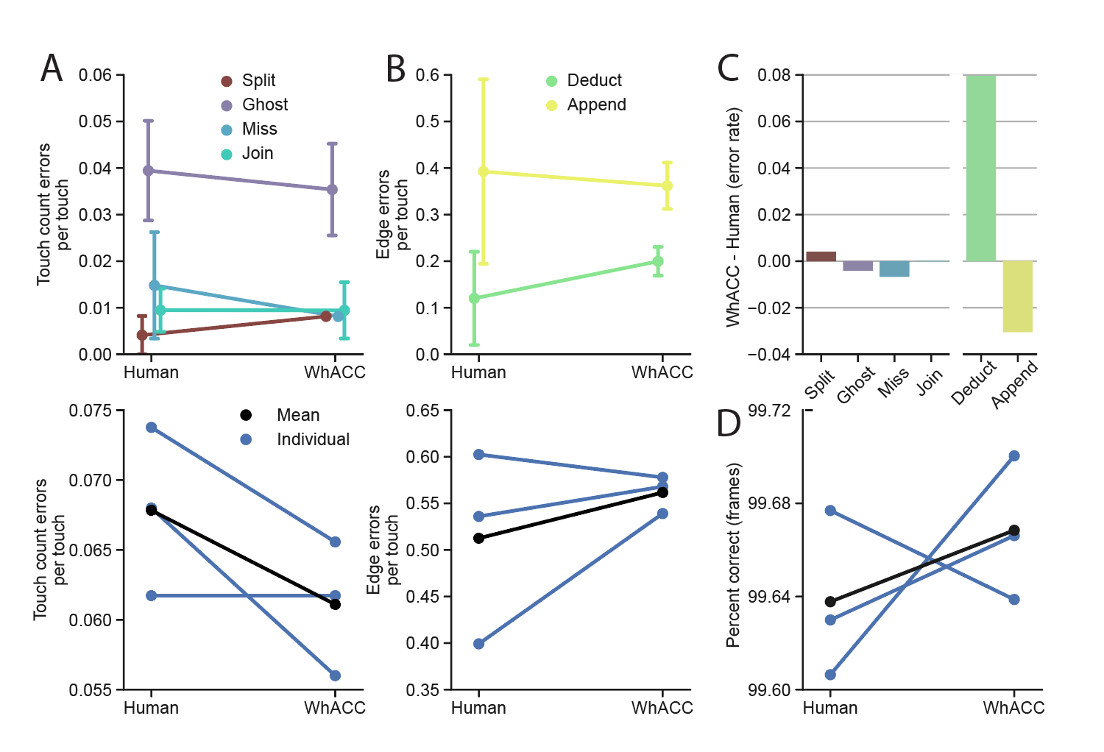 A
0.06
0.05
0.04
0.03
0.02
0.01
0.00
Touch count errors
per touch
Split
Ghost
Miss
Join
Human
WhACC
B
0.6
0.5
0.4
0.3
0.2
0.1
0.0
Edge errors
per touch
Deduct
Append
Human
WhACC
C
0.08
0.06
0.04
0.02
0.00
−0.02
−0.04
WhACC - Human (error rate)
Split
Ghost
Miss
Join
Deduct
Append
0.075
0.070
0.065
0.060
0.055
Touch count errors
per touch
Mean
Individual
Human
WhACC
0.65
0.60
0.55
0.50
0.45
0.40
0.35
Edge errors
per touch
Human
WhACC
D
99.72
99.68
99.64
99.60
Percent correct (frames)
Human
WhACC